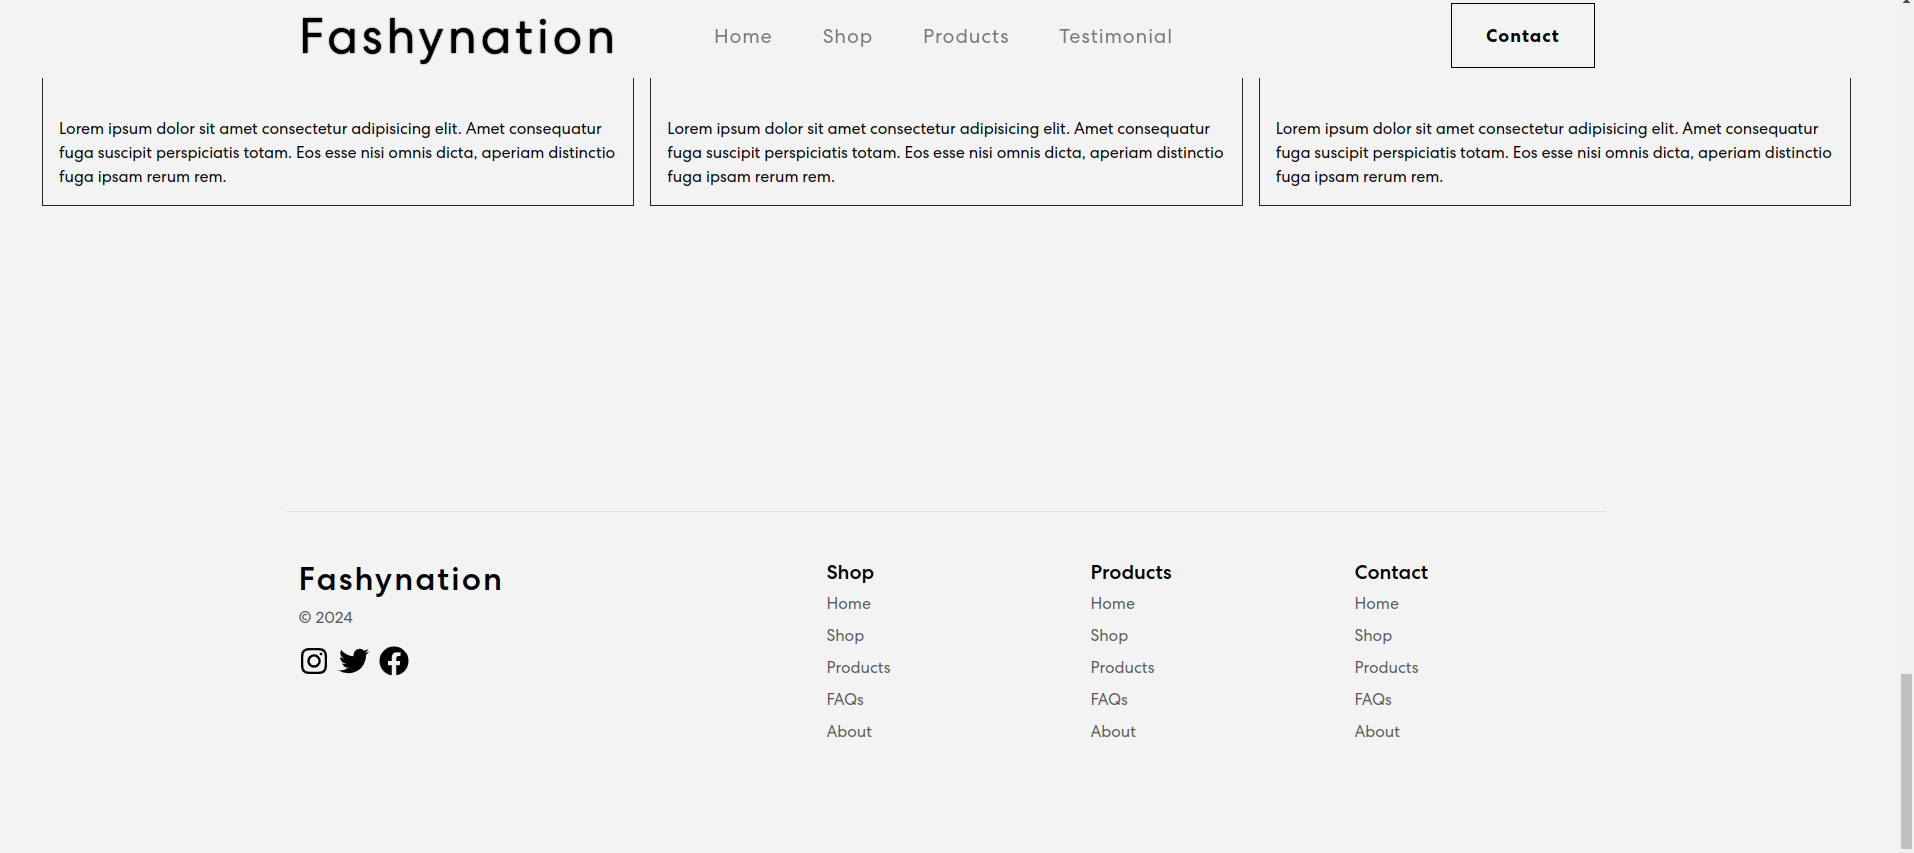 Fashynation
Home
Shop
Products
Testimonial
Contact
Lorem ipsum dolor sit amet consectetur adipisicing elit. Amet consequatur
fuga suscipit perspiciatis totam. Eos esse nisi omnis dicta, aperiam distinctio
fuga ipsam rerum rem.
Lorem ipsum dolor sit amet consectetur adipisicing elit. Amet consequatur
fuga suscipit perspiciatis totam. Eos esse nisi omnis dicta, aperiam distinctio
fuga ipsam rerum rem.
Lorem ipsum dolor sit amet consectetur adipisicing elit. Amet consequatur
fuga suscipit perspiciatis totam. Eos esse nisi omnis dicta, aperiam distinctio
fuga ipsam rerum rem.
Fashynation
© 2024
Shop
Home
Shop
Products
FAQs
About
Products
Home
Shop
Products
FAQs
About
Contact
Home
Shop
Products
FAQs
About